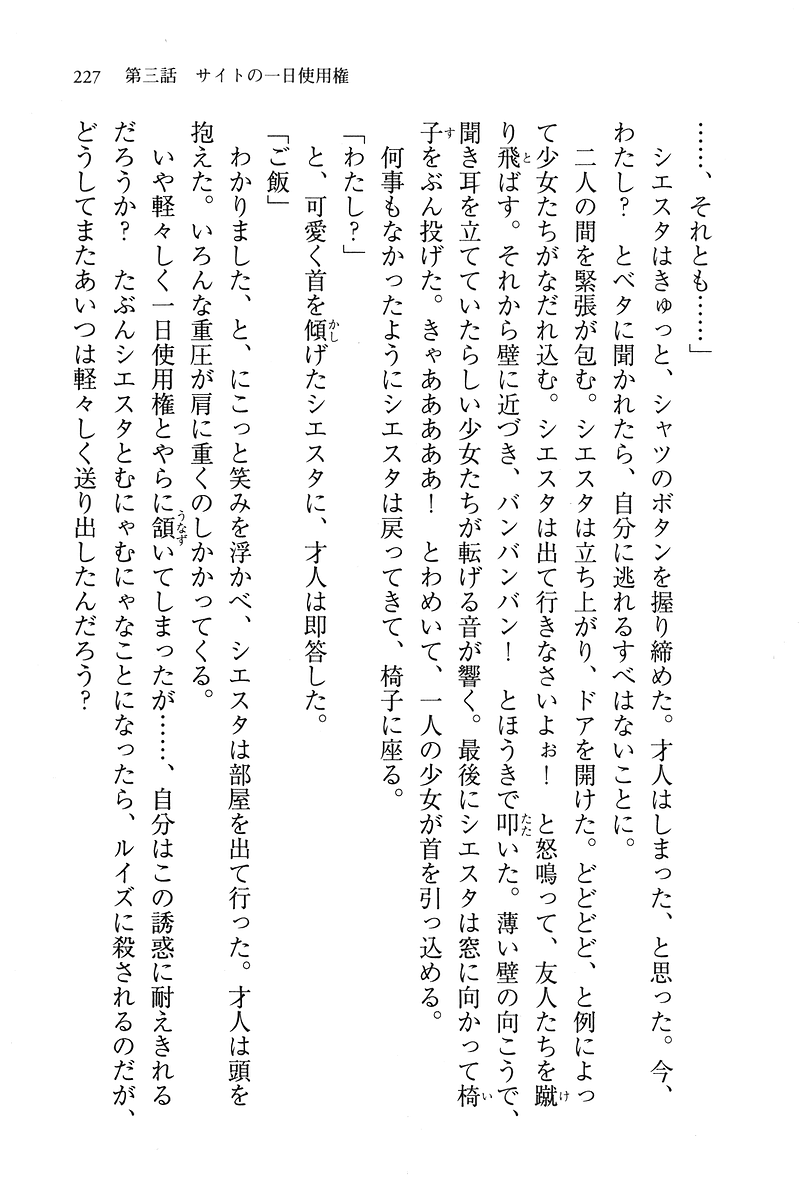 227　第三話　サイトの一日使用権
……、それとも……」
　シエスタはきゅっと、シャツのボタンを握り締めた。才人はしまった、と思った。今、
わたし？　とベタに聞かれたら、自分に逃れるすべはないことに。
　二人の間を緊張が包む。シエスタは立ち上がり、ドアを開けた。どどどど、と例によっ
て少女たちがなだれ込む。シエスタは出て行きなさいよぉ！　と怒鳴って、友人たちを蹴
り飛ばす。それから壁に近づき、バンバンバン！　とほうきで叩いた。薄い壁の向こうで、
聞き耳を立てていたらしい少女たちが転げる音が響く。最後にシエスタは窓に向かって椅
子をぶん投げた。きゃあああああ！　とわめいて、一人の少女が首を引っ込める。
　何事もなかったようにシエスタは戻ってきて、椅子に座る。
「わたし？」
　と、可愛く首を傾げたシエスタに、才人は即答した。
「ご飯」
　わかりました、と、にこっと笑みを浮かべ、シエスタは部屋を出て行った。才人は頭を
抱えた。いろんな重圧が肩に重くのしかかってくる。
　いや軽々しく一日使用権とやらに頷いてしまったが……、自分はこの誘惑に耐えきれる
だろうか？　たぶんシエスタとむにゃむにゃなことになったら、ルイズに殺されるのだが、
どうしてまたあいつは軽々しく送り出したんだろう？